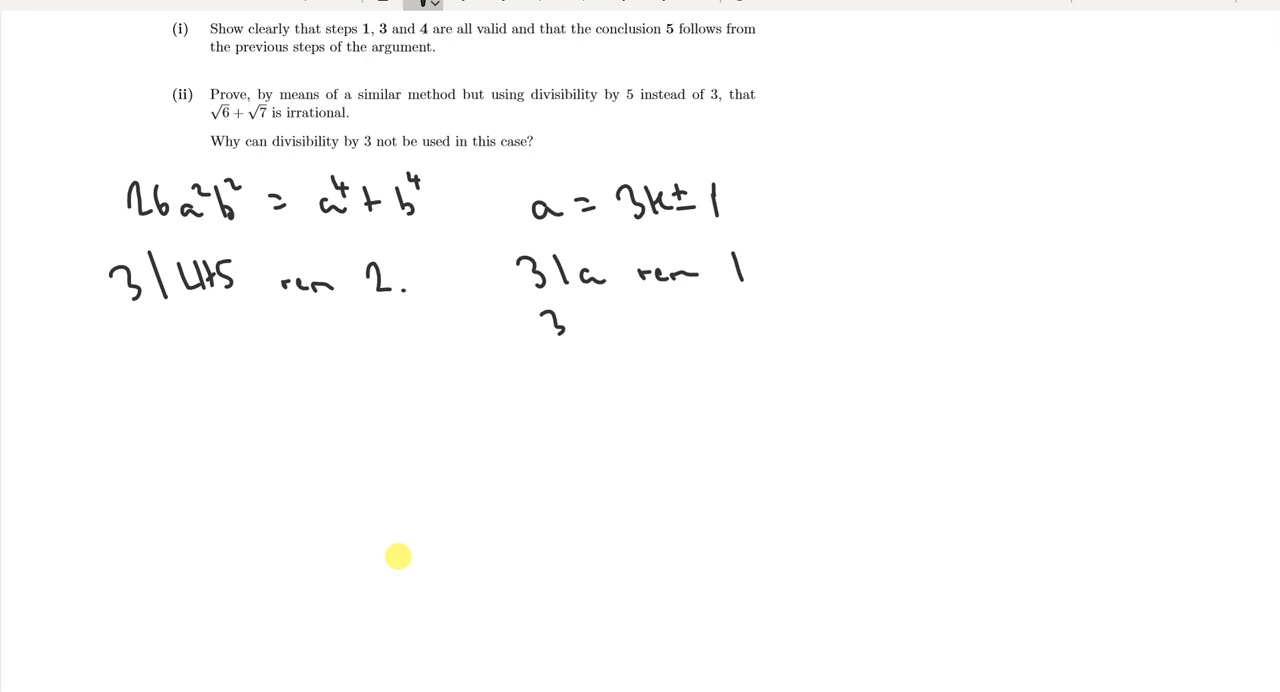 (i) Show clearly that steps 1, 3 and 4 are all valid and that the conclusion 5 follows from
the previous steps of the argument.
(ii) Prove, by means of a similar method but using divisibility by 5 instead of 3, that
√6 + √7 is irrational.
Why can divisibility by 3 not be used in this case?
26a²b² = a⁴ + b⁴
a = 3k ± 1
3 | LHS rem 2.
3 | a rem 1
3